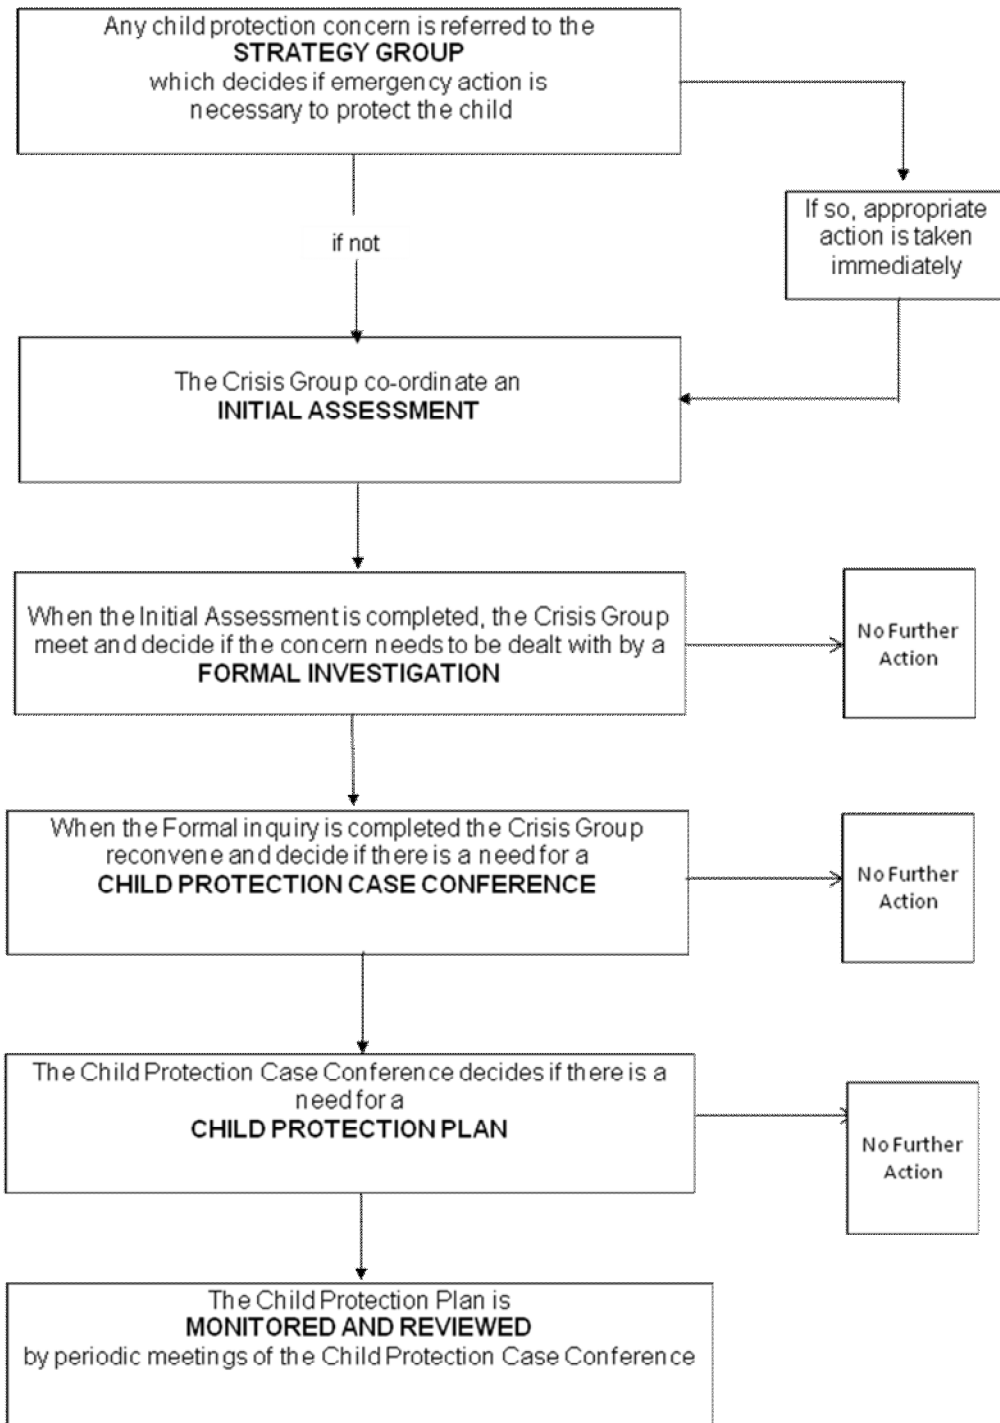 Any child protection concern is referred to the
STRATEGY GROUP
which decides if emergency action is
necessary to protect the child
If so, appropriate
action is taken
immediately
if not
The Crisis Group co-ordinate an
INITIAL ASSESSMENT
When the Initial Assessment is completed, the Crisis Group
meet and decide if the concern needs to be dealt with by a
FORMAL INVESTIGATION
No Further
Action
When the Formal inquiry is completed the Crisis Group
reconvene and decide if there is a need for a
CHILD PROTECTION CASE CONFERENCE
No Further
Action
The Child Protection Case Conference decides if there is a
need for a
CHILD PROTECTION PLAN
No Further
Action
The Child Protection Plan is
MONITORED AND REVIEWED
by periodic meetings of the Child Protection Case Conference